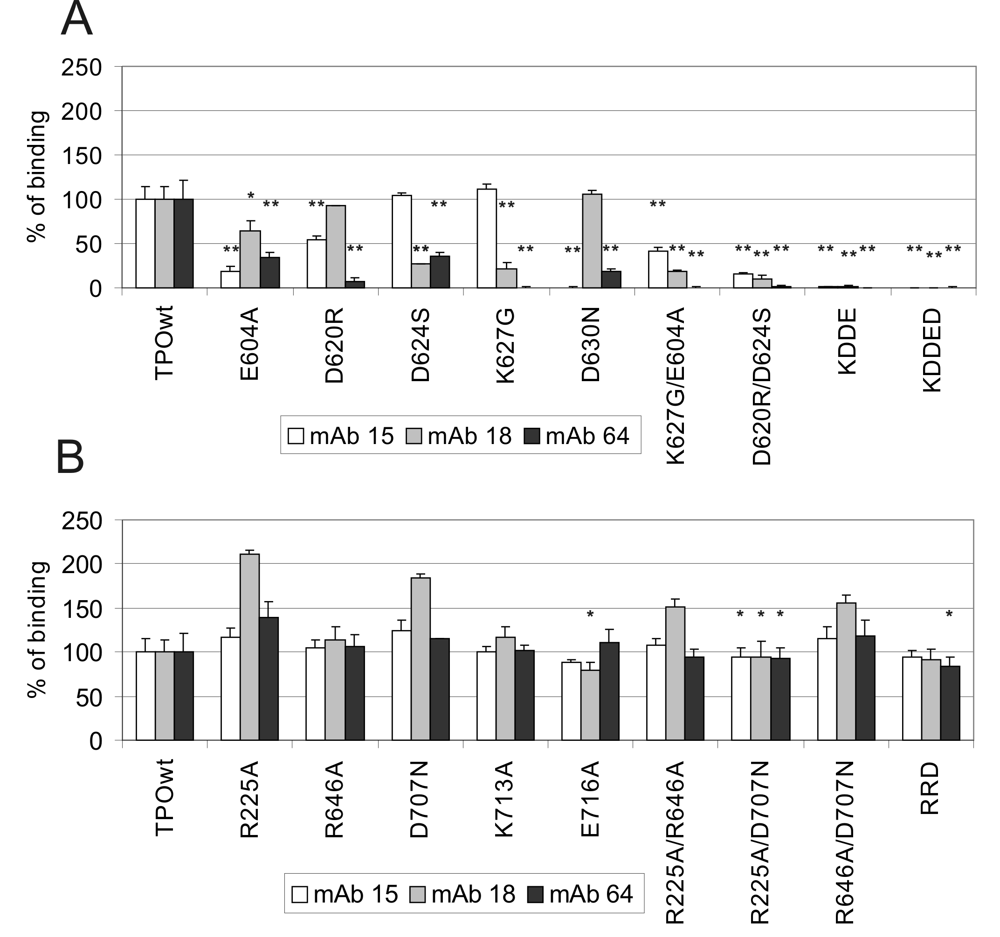 A
250
200
150
100
50
0
% of binding
* ** ** ** ** ** **
** ** ** ** ** ** ** ** ** ** ** ** ** ** ** ** ** **
TPOwt
E604A
D620R
D624S
K627G
D630N
K627G/E604A
D620R/D624S
KDDE
KDDED
mAb 15 mAb 18 mAb 64
B
250
200
150
100
50
0
% of binding
* * * * *
TPOwt
R225A
R646A
D707N
K713A
E716A
R225A/R646A
R225A/D707N
R646A/D707N
RRD
mAb 15 mAb 18 mAb 64